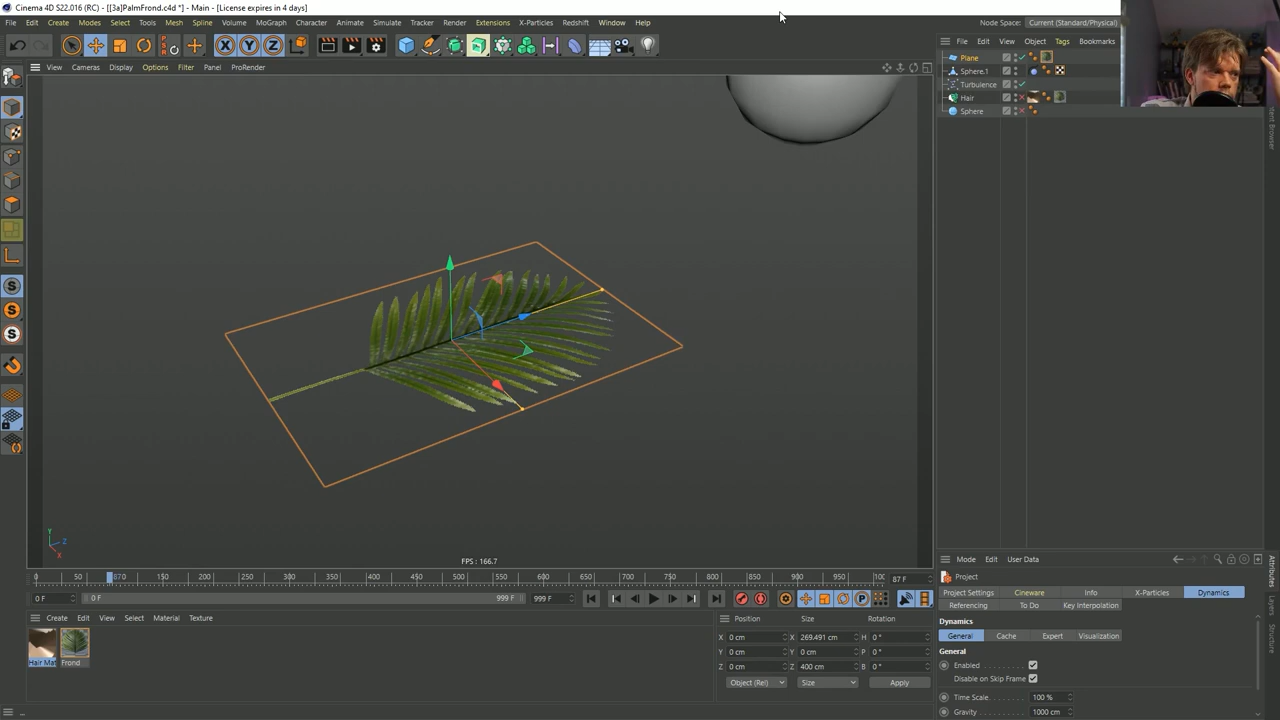 Cinema 4D S22.016 (RC) - [[3a]PalmFrond.c4d *] - Main - [License expires in 4 days]
File Edit Create Modes Select Tools Mesh Spline Volume MoGraph Character Animate Simulate Tracker Render Extensions X-Particles Redshift Window Help
Node Space: Current (Standard/Physical)
View Cameras Display Options Filter Panel ProRender
File Edit View Object Tags Bookmarks
Plane
Sphere.1
Turbulence
Hair
Sphere
X Y Z
Content Browser
FPS : 166.7
Y
Z
X
0 50 870 100 150 200 250 300 350 400 450 500 550 600 650 700 750 800 850 900 950 100
87 F
0 F 0 F 999 F 999 F
Create Edit View Select Material Texture
Hair Mat Frond
Position Size Rotation
X 0 cm X 269.491 cm H 0 °
Y 0 cm Y 0 cm P 0 °
Z 0 cm Z 400 cm B 0 °
Object (Rel) Size Apply
Mode Edit User Data
Project
Project Settings Cineware Info X-Particles Dynamics
Referencing To Do Key Interpolation
Dynamics
General Cache Expert Visualization
General
Enabled
Disable on Skip Frame
Time Scale 100 %
Gravity 1000 cm
Attributes
Layers
Structure